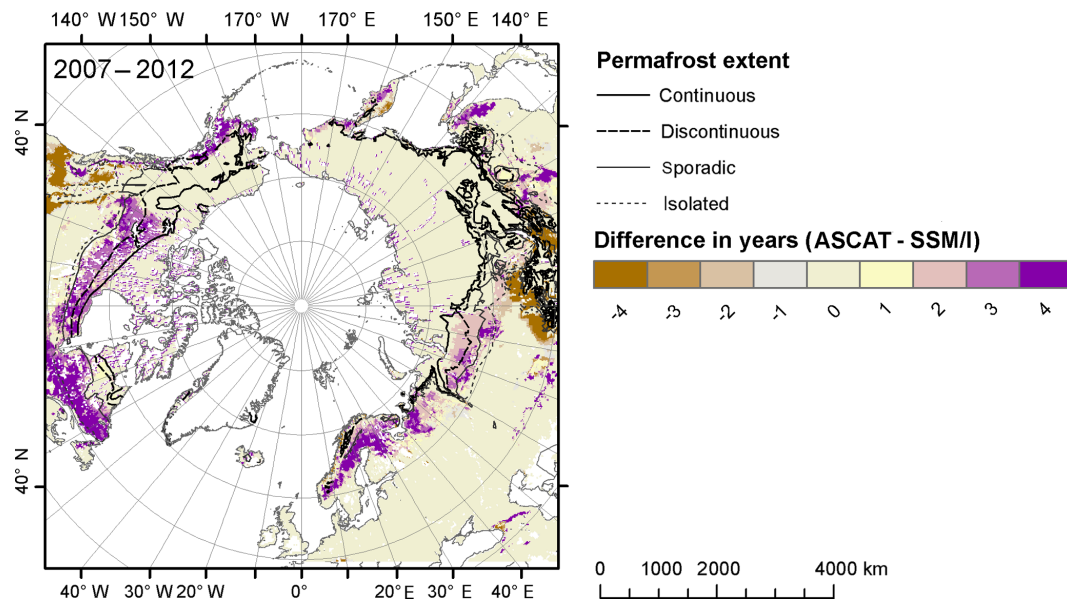 140° W 150° W 170° W 170° E 150° E 140° E
2007–2012
40° N
40° N
40° W 30° W 20° W 0° 20° E 30° E 40° E
Permafrost extent
Continuous
Discontinuous
Sporadic
Isolated
Difference in years (ASCAT - SSM/I)
-4 -3 -2 -1 0 1 2 3 4
0 1000 2000 4000 km